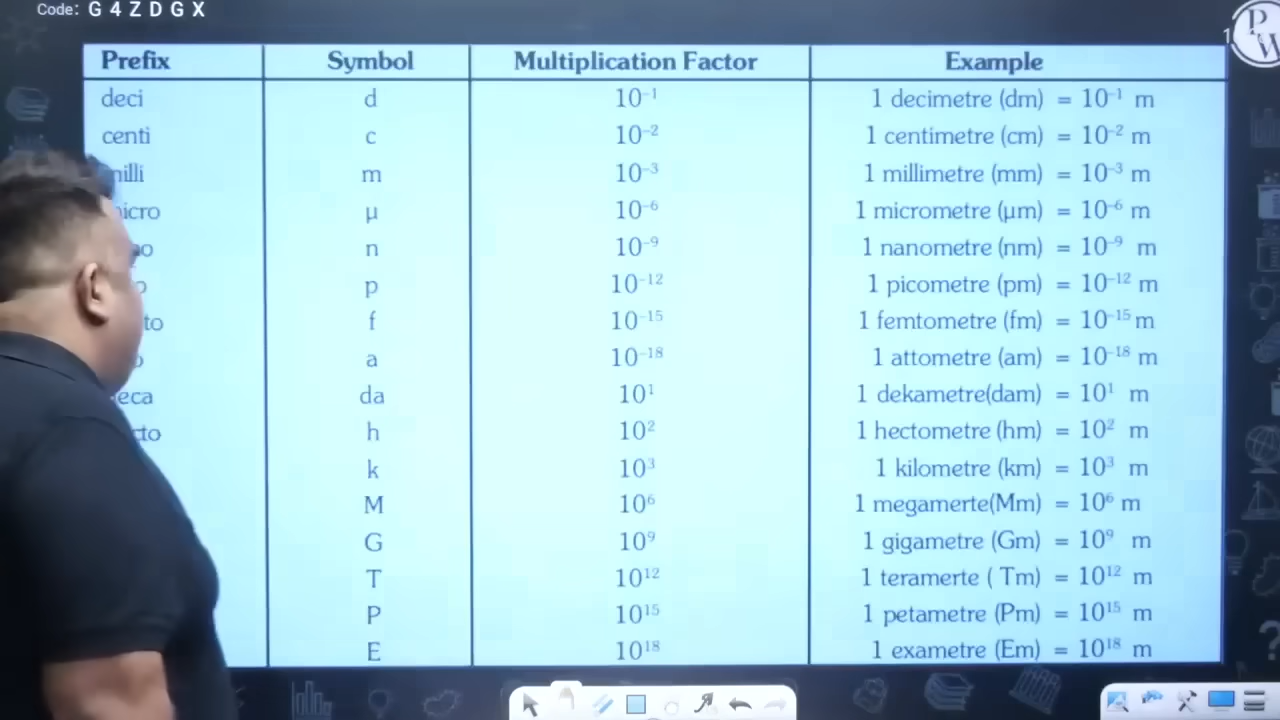 Code: G 4 Z D G X
Prefix Symbol Multiplication Factor Example
deci d 10⁻¹ 1 decimetre (dm) = 10⁻¹ m
centi c 10⁻² 1 centimetre (cm) = 10⁻² m
milli m 10⁻³ 1 millimetre (mm) = 10⁻³ m
icro μ 10⁻⁶ 1 micrometre (μm) = 10⁻⁶ m
o n 10⁻⁹ 1 nanometre (nm) = 10⁻⁹ m
p 10⁻¹² 1 picometre (pm) = 10⁻¹² m
to f 10⁻¹⁵ 1 femtometre (fm) = 10⁻¹⁵ m
a 10⁻¹⁸ 1 attometre (am) = 10⁻¹⁸ m
eca da 10¹ 1 dekametre(dam) = 10¹ m
cto h 10² 1 hectometre (hm) = 10² m
k 10³ 1 kilometre (km) = 10³ m
M 10⁶ 1 megamerte(Mm) = 10⁶ m
G 10⁹ 1 gigametre (Gm) = 10⁹ m
T 10¹² 1 teramerte ( Tm) = 10¹² m
P 10¹⁵ 1 petametre (Pm) = 10¹⁵ m
E 10¹⁸ 1 exametre (Em) = 10¹⁸ m
P
W